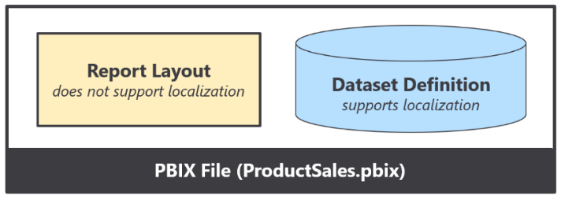 Report Layout
does not support localization
Dataset Definition
supports localization
PBIX File (ProductSales.pbix)